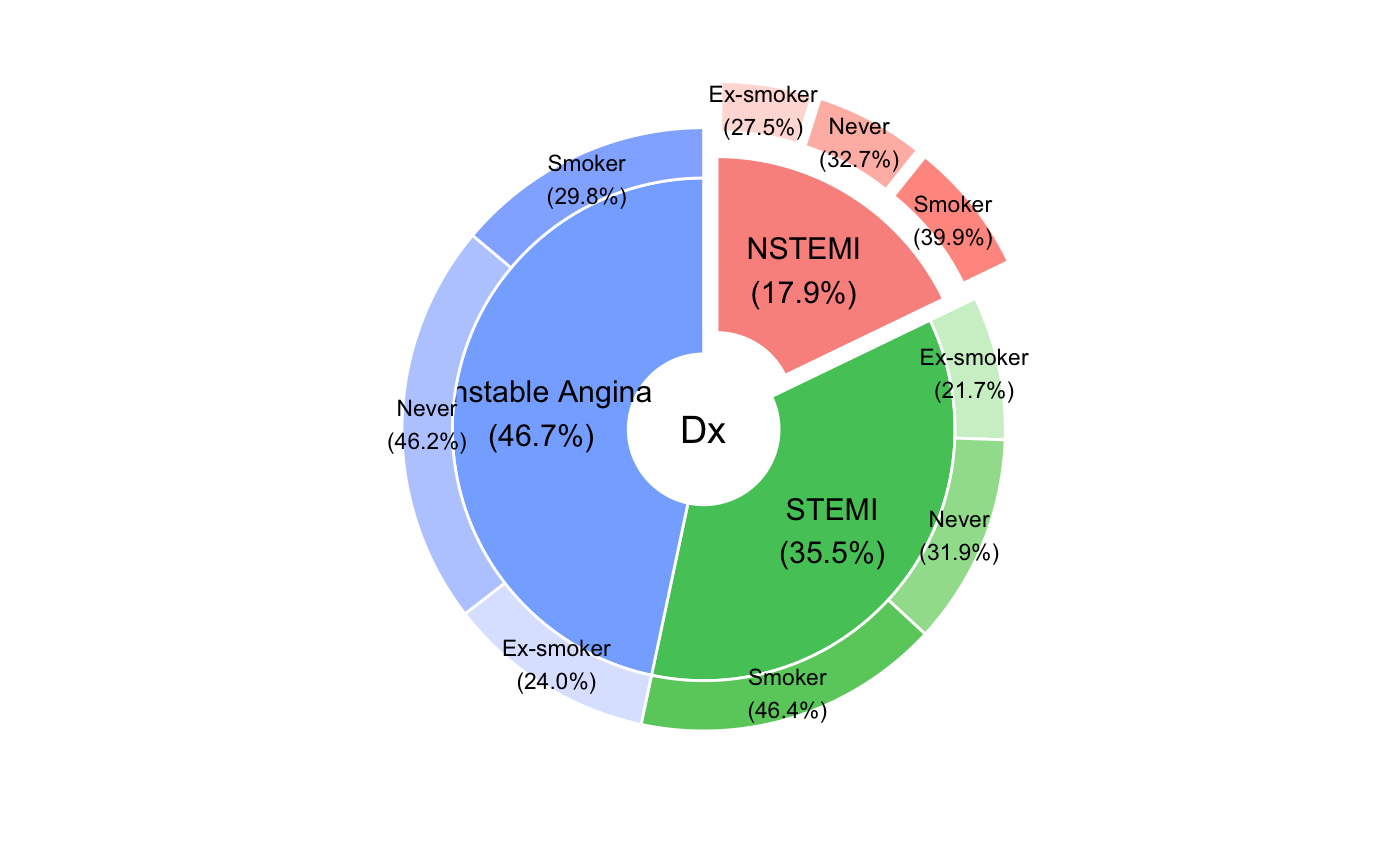 Ex-smoker
(27.5%)
Never
(32.7%)
Smoker
(39.9%)
NSTEMI
(17.9%)
Smoker
(29.8%)
Ex-smoker
(21.7%)
nstable Angina
(46.7%)
Never
(46.2%)
Dx
STEMI
(35.5%)
Never
(31.9%)
Ex-smoker
(24.0%)
Smoker
(46.4%)